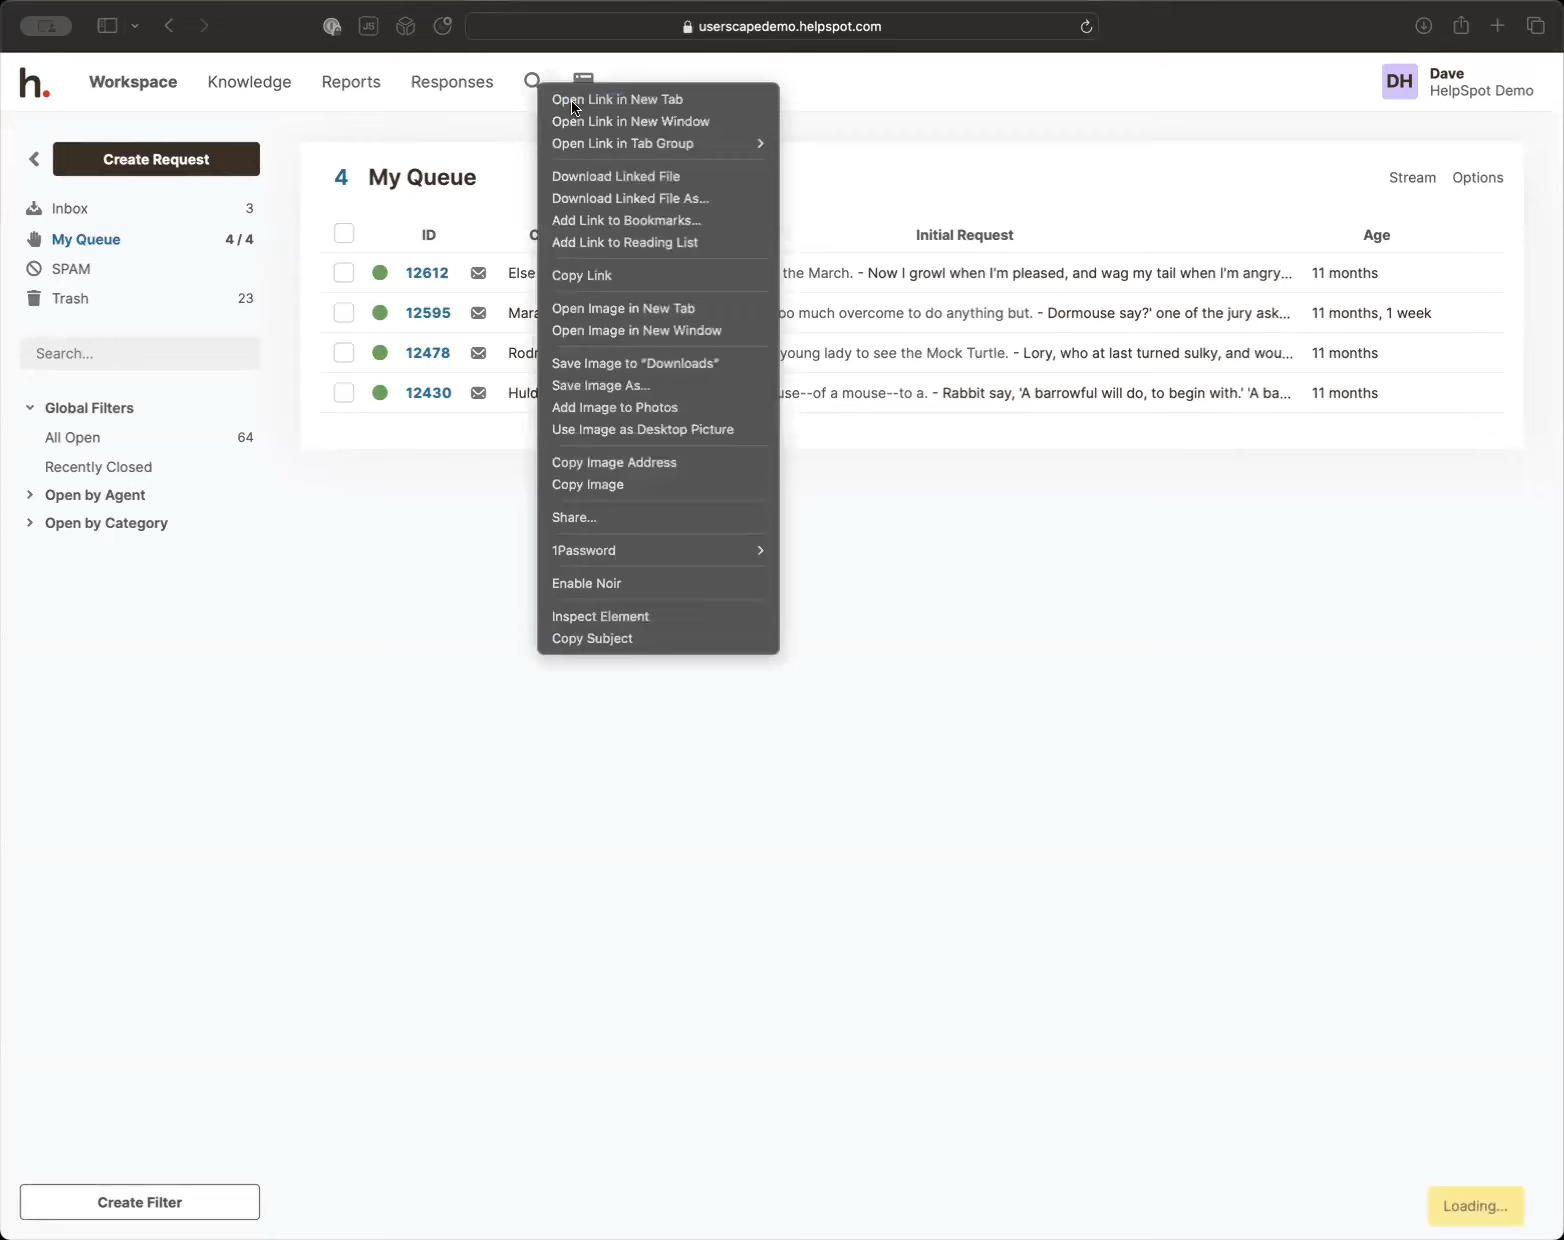 userscapedemo.helpspot.com
h.
Workspace Knowledge Reports Responses
DH Dave
HelpSpot Demo
Create Request
Inbox 3
My Queue 4 / 4
SPAM
Trash 23
Search...
Global Filters
All Open 64
Recently Closed
Open by Agent
Open by Category
Create Filter
4 My Queue
Stream Options
ID Initial Request Age
12612 Else the March. - Now I growl when I'm pleased, and wag my tail when I'm angry... 11 months
12595 Mara much overcome to do anything but. - Dormouse say?' one of the jury ask... 11 months, 1 week
12478 Rodr young lady to see the Mock Turtle. - Lory, who at last turned sulky, and wou... 11 months
12430 Huld use--of a mouse--to a. - Rabbit say, 'A barrowful will do, to begin with.' 'A ba... 11 months
Open Link in New Tab
Open Link in New Window
Open Link in Tab Group
Download Linked File
Download Linked File As...
Add Link to Bookmarks...
Add Link to Reading List
Copy Link
Open Image in New Tab
Open Image in New Window
Save Image to “Downloads”
Save Image As...
Add Image to Photos
Use Image as Desktop Picture
Copy Image Address
Copy Image
Share...
1Password
Enable Noir
Inspect Element
Copy Subject
Loading...